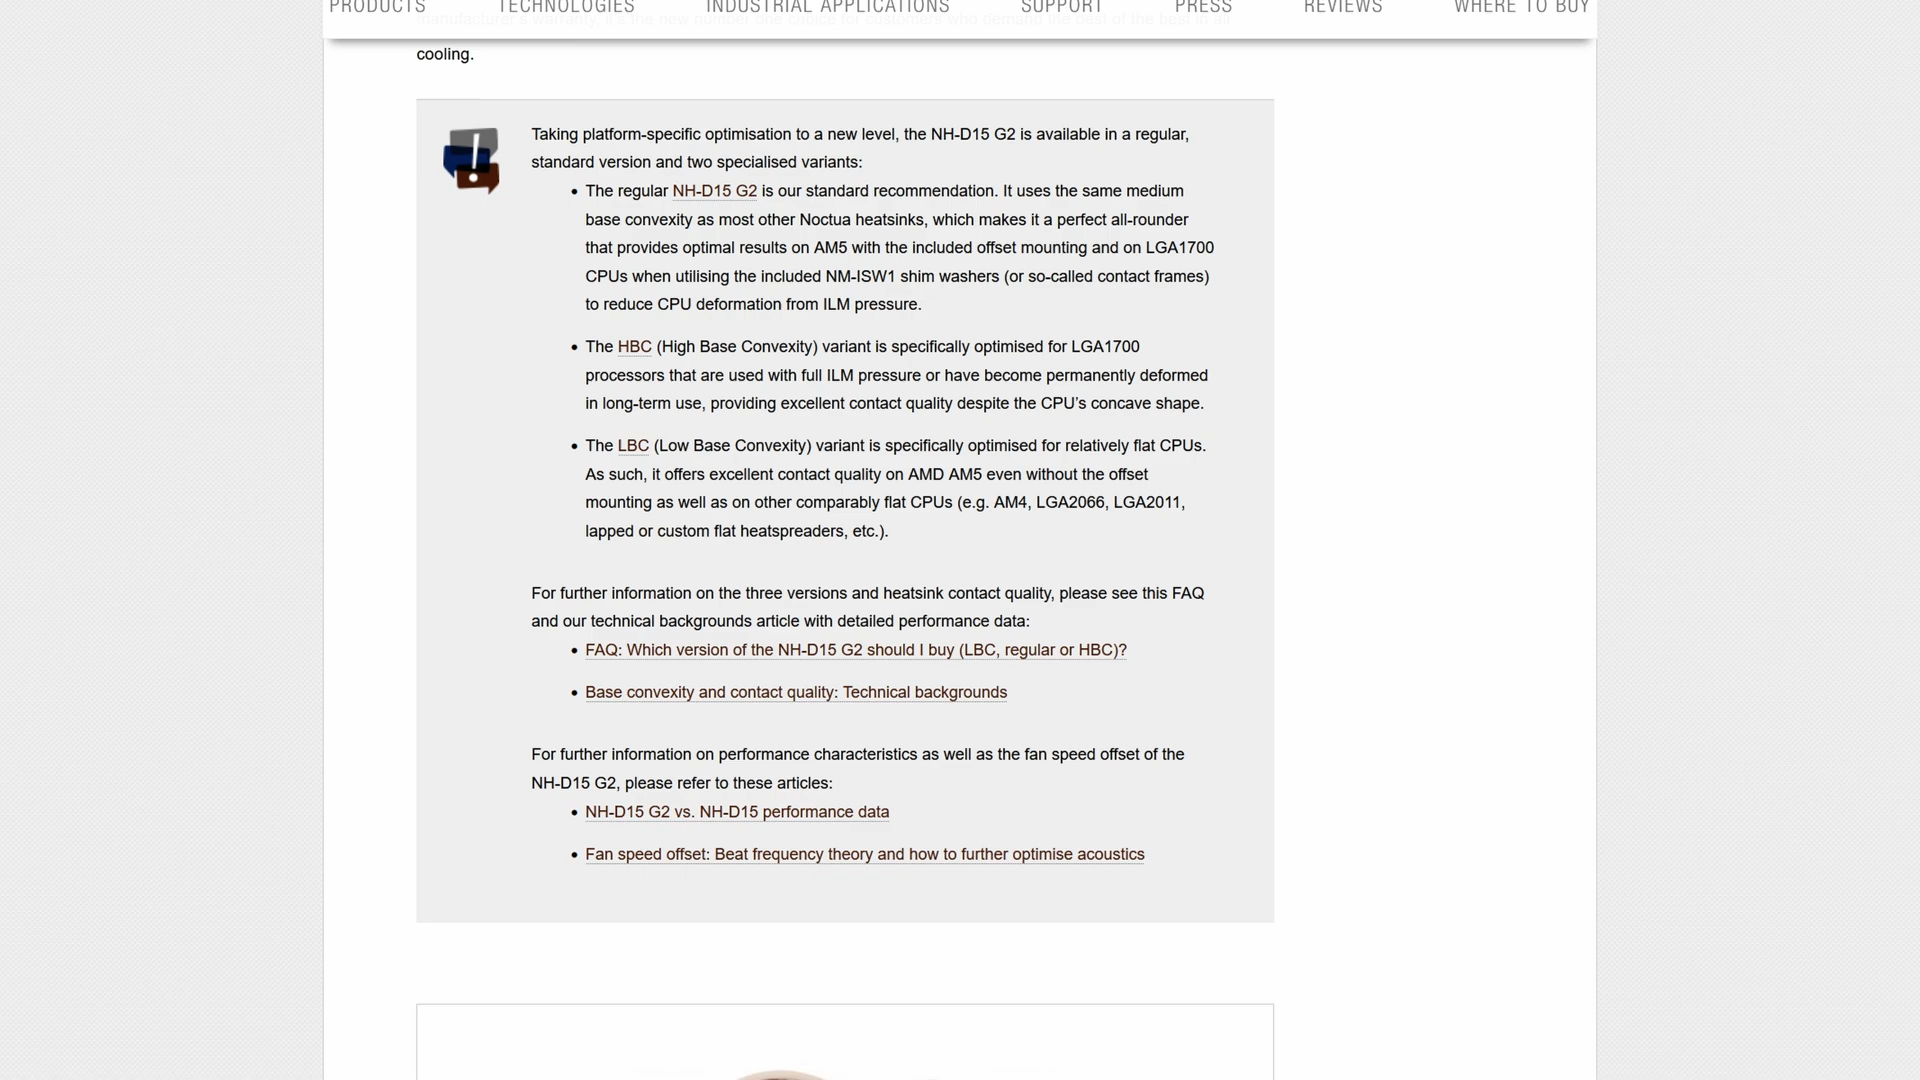 PRODUCTS TECHNOLOGIES INDUSTRIAL APPLICATIONS SUPPORT PRESS REVIEWS WHERE TO BUY
manufacturer's warranty, it's the new number one choice for customers who demand the best of the best in air
cooling.
Taking platform-specific optimisation to a new level, the NH-D15 G2 is available in a regular,
standard version and two specialised variants:
• The regular NH-D15 G2 is our standard recommendation. It uses the same medium
base convexity as most other Noctua heatsinks, which makes it a perfect all-rounder
that provides optimal results on AM5 with the included offset mounting and on LGA1700
CPUs when utilising the included NM-ISW1 shim washers (or so-called contact frames)
to reduce CPU deformation from ILM pressure.
• The HBC (High Base Convexity) variant is specifically optimised for LGA1700
processors that are used with full ILM pressure or have become permanently deformed
in long-term use, providing excellent contact quality despite the CPU’s concave shape.
• The LBC (Low Base Convexity) variant is specifically optimised for relatively flat CPUs.
As such, it offers excellent contact quality on AMD AM5 even without the offset
mounting as well as on other comparably flat CPUs (e.g. AM4, LGA2066, LGA2011,
lapped or custom flat heatspreaders, etc.).
For further information on the three versions and heatsink contact quality, please see this FAQ
and our technical backgrounds article with detailed performance data:
• FAQ: Which version of the NH-D15 G2 should I buy (LBC, regular or HBC)?
• Base convexity and contact quality: Technical backgrounds
For further information on performance characteristics as well as the fan speed offset of the
NH-D15 G2, please refer to these articles:
• NH-D15 G2 vs. NH-D15 performance data
• Fan speed offset: Beat frequency theory and how to further optimise acoustics